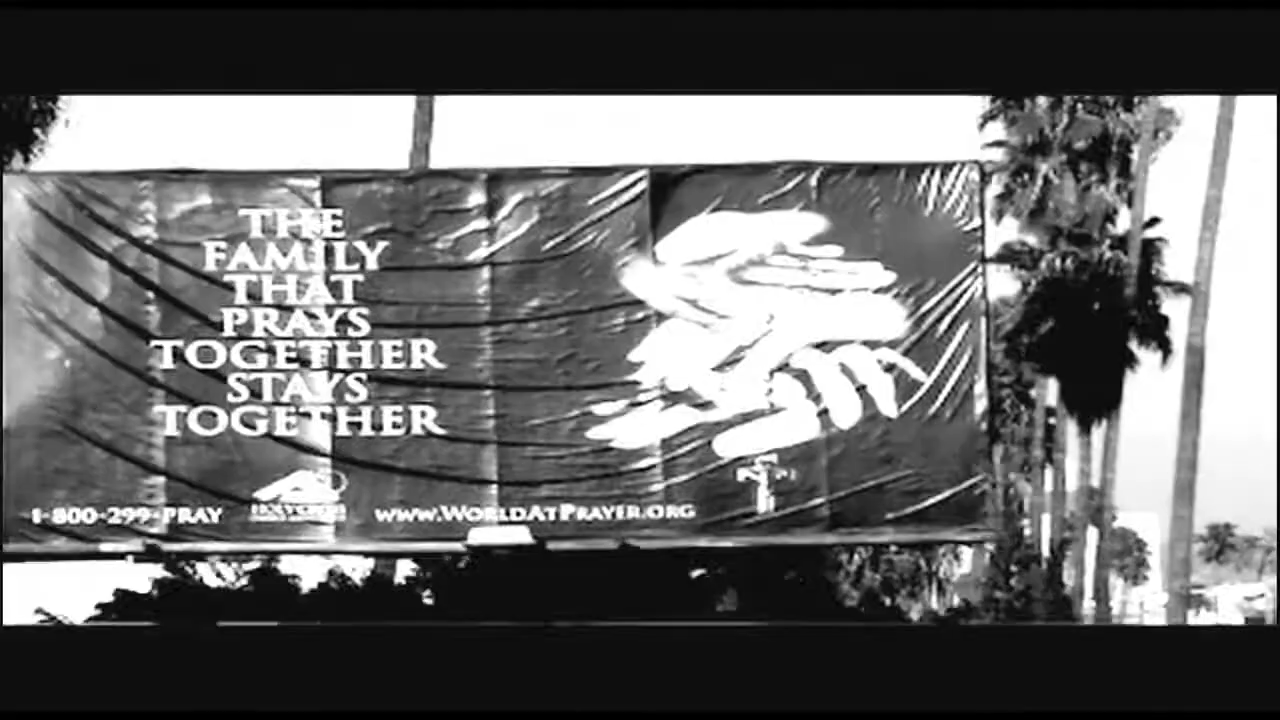 THE
FAMILY
THAT
PRAYS
TOGETHER
STAYS
TOGETHER
1-800-299-PRAY
WWW.WORLDATPRAYER.ORG